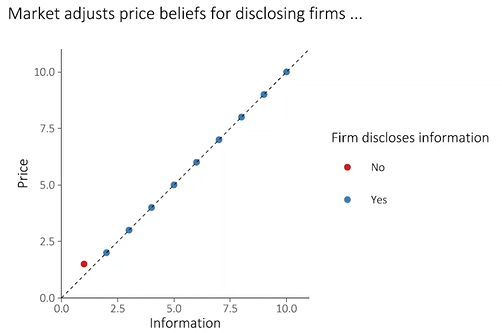 Market adjusts price beliefs for disclosing firms ...
10.0
7.5
5.0
2.5
0.0
Price
0.0 2.5 5.0 7.5 10.0
Information
Firm discloses information
No
Yes